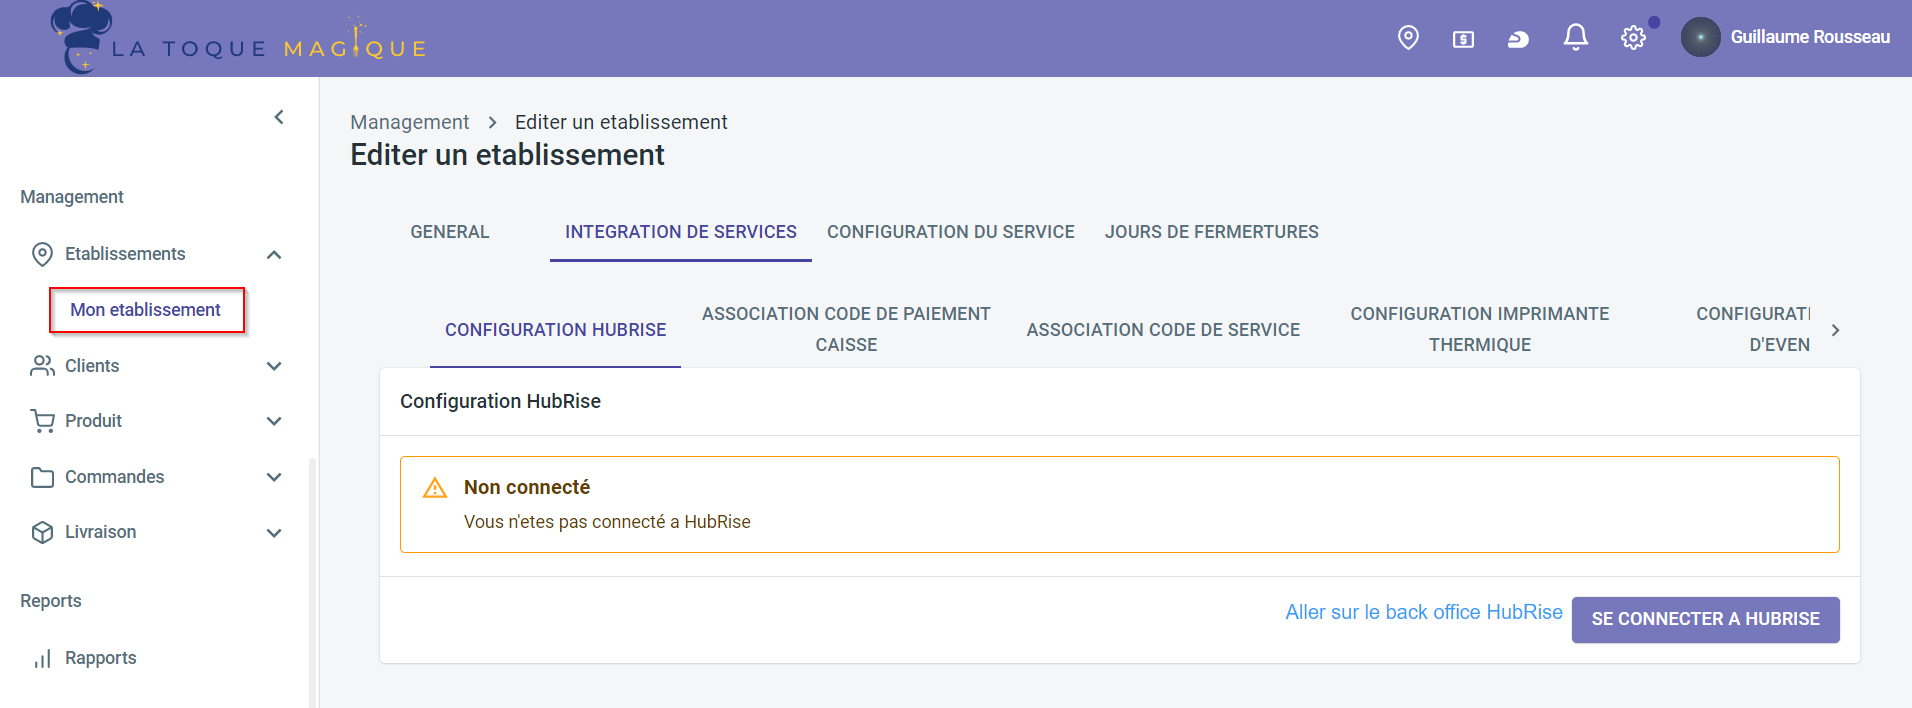 LA TOQUE MAGIQUE
Guillaume Rousseau
Management
Etablissements
Mon etablissement
Clients
Produit
Commandes
Livraison
Reports
Rapports
Management > Editer un etablissement
Editer un etablissement
GENERAL INTEGRATION DE SERVICES CONFIGURATION DU SERVICE JOURS DE FERMERTURES
CONFIGURATION HUBRISE
ASSOCIATION CODE DE PAIEMENT
CAISSE
ASSOCIATION CODE DE SERVICE
CONFIGURATION IMPRIMANTE
THERMIQUE
CONFIGURATI
D'EVEN
Configuration HubRise
Non connecté
Vous n'etes pas connecté a HubRise
Aller sur le back office HubRise
SE CONNECTER A HUBRISE